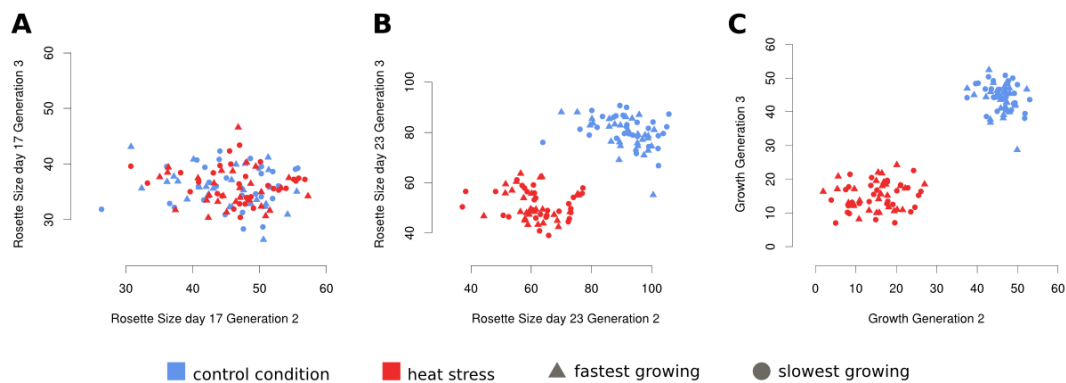 A
B
C
Rosette Size day 17 Generation 3
60
50
40
30
30
40
50
60
Rosette Size day 17 Generation 2
Rosette Size day 23 Generation 3
100
80
60
40
40
60
80
100
Rosette Size day 23 Generation 2
Growth Generation 3
60
50
40
30
20
10
0
0
10
20
30
40
50
60
Growth Generation 2
control condition
heat stress
fastest growing
slowest growing